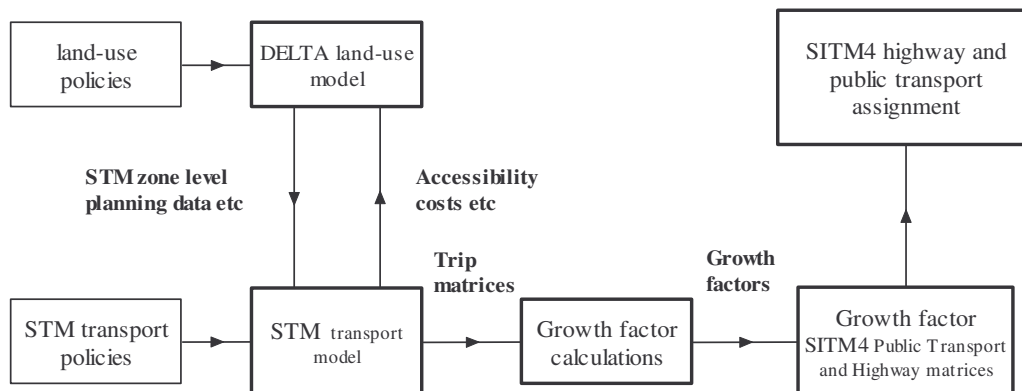 land-use
policies
DELTA land-use
model
SITM4 highway and
public transport
assignment
STM zone level
planning data etc
Accessibility
costs etc
Trip
matrices
Growth
factors
STM transport
policies
STM transport
model
Growth factor
calculations
Growth factor
SITM4 Public Transport
and Highway matrices